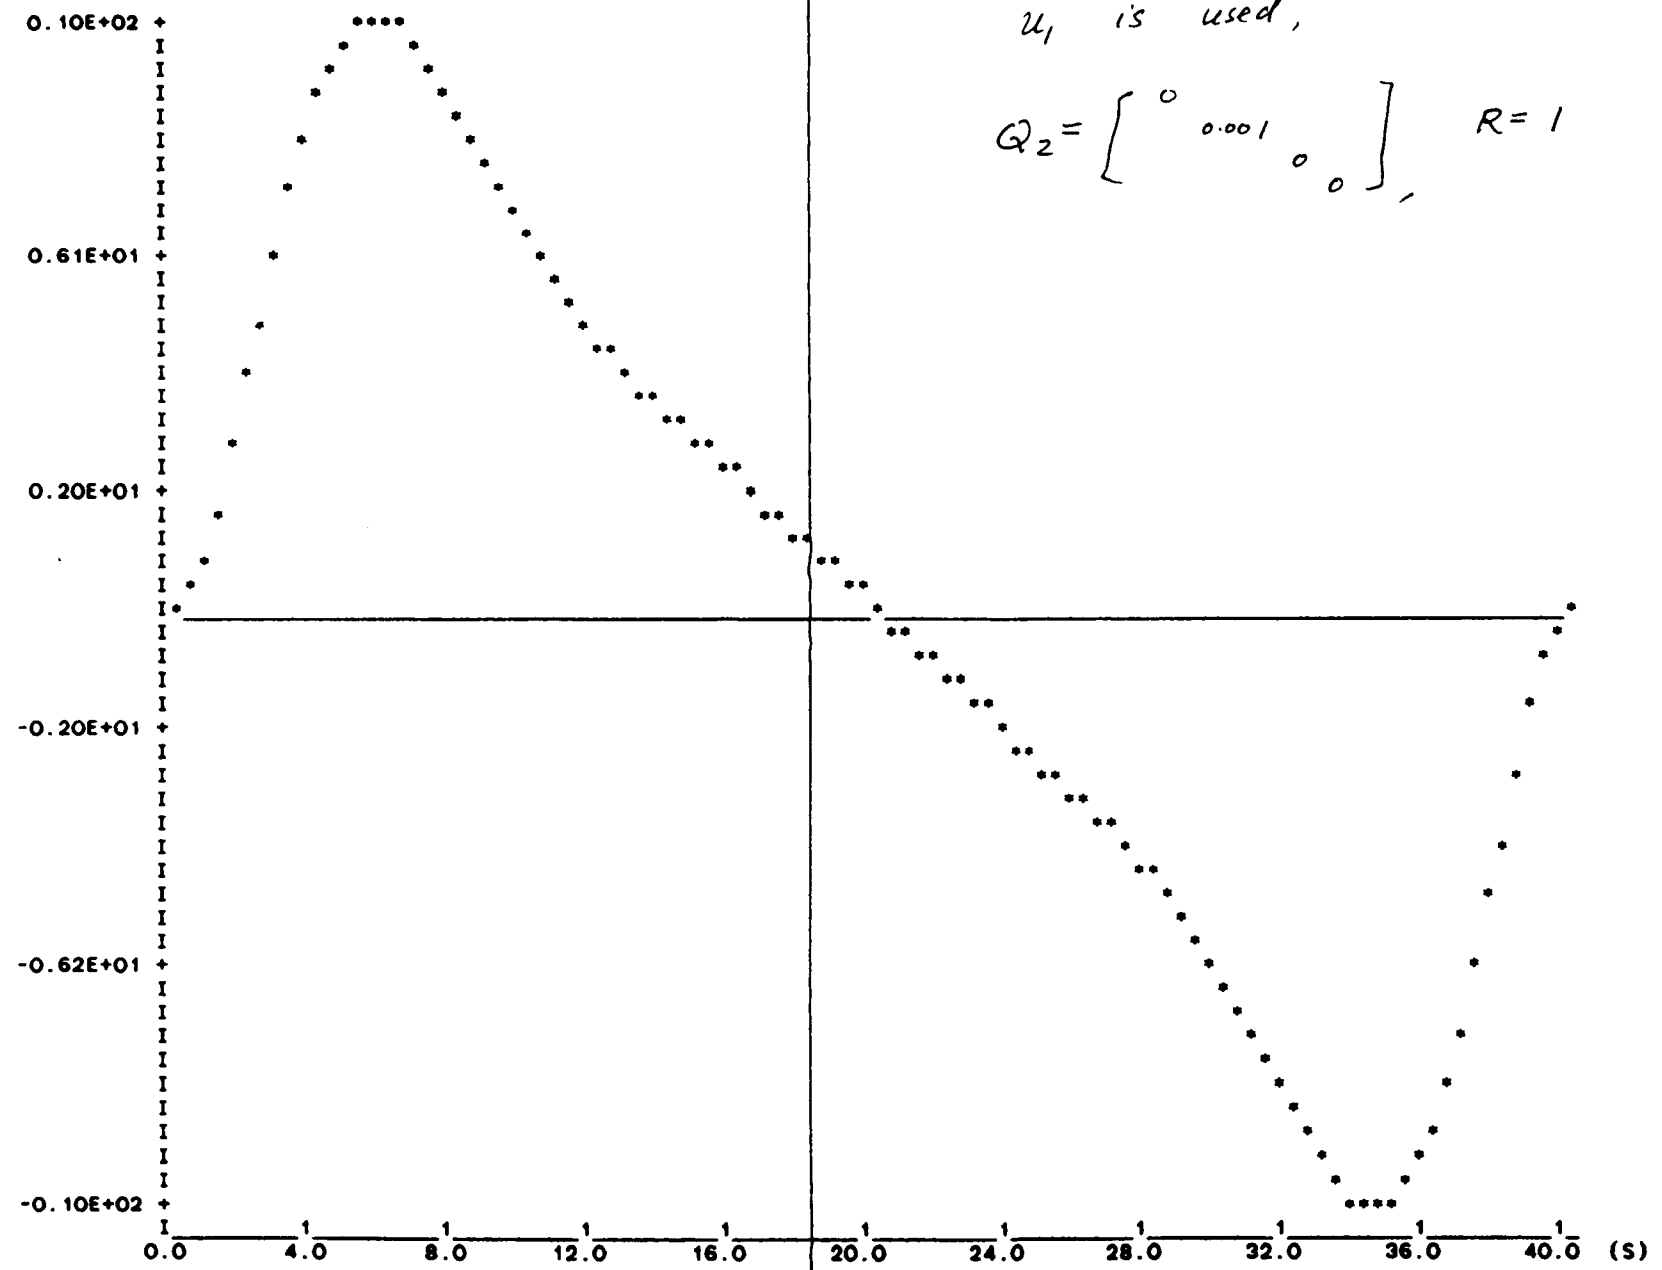 u₁ is used,
Q₂ = [ 0 0.001 0 0 ], R = 1
0.10E+02
0.61E+01
0.20E+01
-0.20E+01
-0.62E+01
-0.10E+02
0.0 4.0 8.0 12.0 16.0 20.0 24.0 28.0 32.0 36.0 40.0 (S)